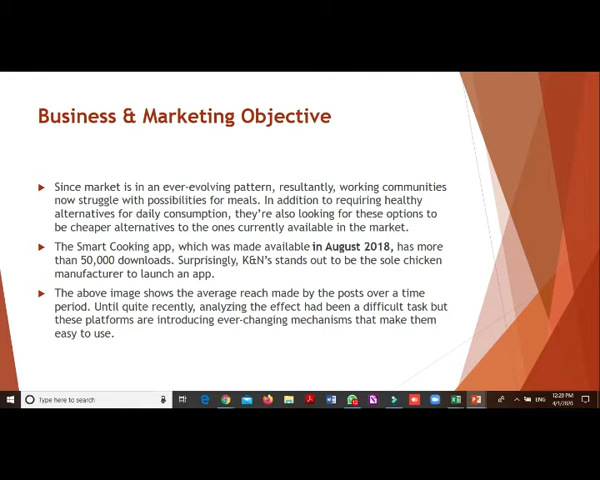 Business & Marketing Objective
Since market is in an ever-evolving pattern, resultantly, working communities
now struggle with possibilities for meals. In addition to requiring healthy
alternatives for daily consumption, they're also looking for these options to
be cheaper alternatives to the ones currently available in the market.
The Smart Cooking app, which was made available in August 2018, has more
than 50,000 downloads. Surprisingly, K&N's stands out to be the sole chicken
manufacturer to launch an app.
The above image shows the average reach made by the posts over a time
period. Until quite recently, analyzing the effect had been a difficult task but
these platforms are introducing ever-changing mechanisms that make them
easy to use.
Type here to search
ENG
12:29 PM
4/1/2020